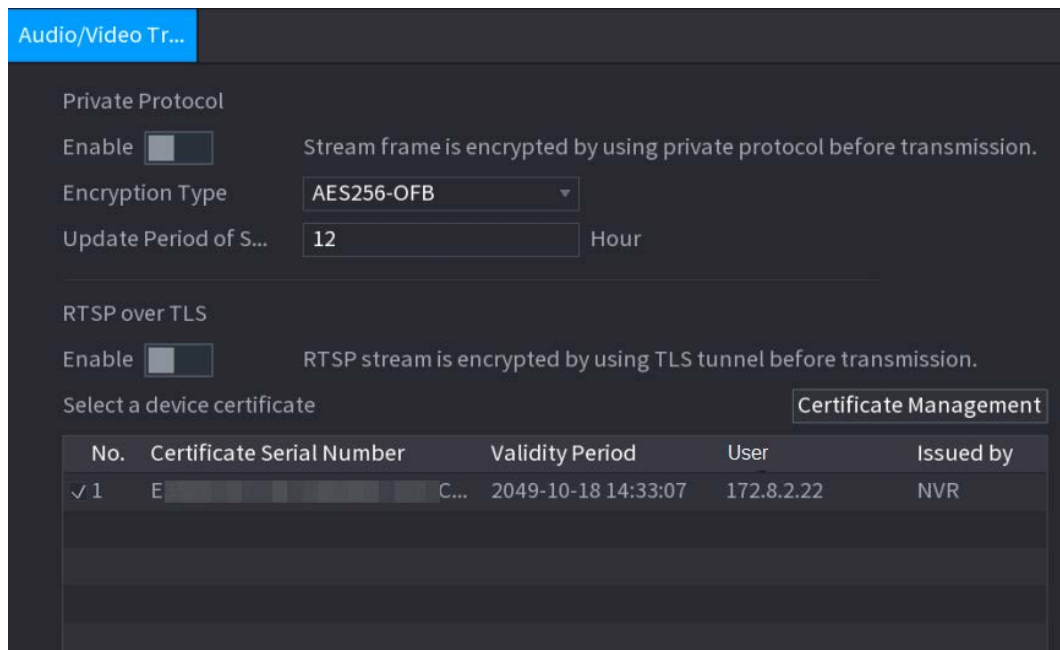 Audio/Video Tr...
Private Protocol
Enable Stream frame is encrypted by using private protocol before transmission.
Encryption Type AES256-OFB
Update Period of S... 12 Hour
RTSP over TLS
Enable RTSP stream is encrypted by using TLS tunnel before transmission.
Select a device certificate Certificate Management
No. Certificate Serial Number Validity Period User Issued by
1 E C... 2049-10-18 14:33:07 172.8.2.22 NVR